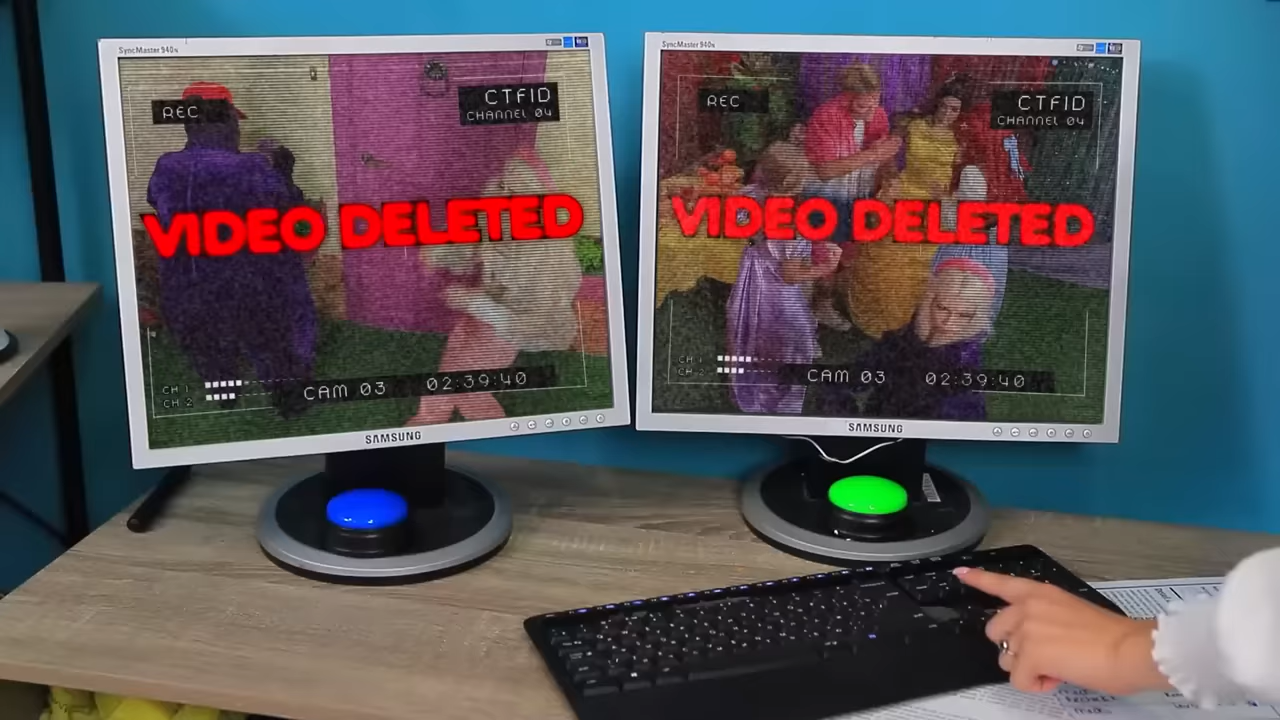 SyncMaster 940N
REC
CTFID
CHANNEL 04
VIDEO DELETED
CH 1
CH 2
CAM 03 02:39:40
SAMSUNG
SyncMaster 940N
REC
CTFID
CHANNEL 04
VIDEO DELETED
CH 1
CH 2
CAM 03 02:39:40
SAMSUNG